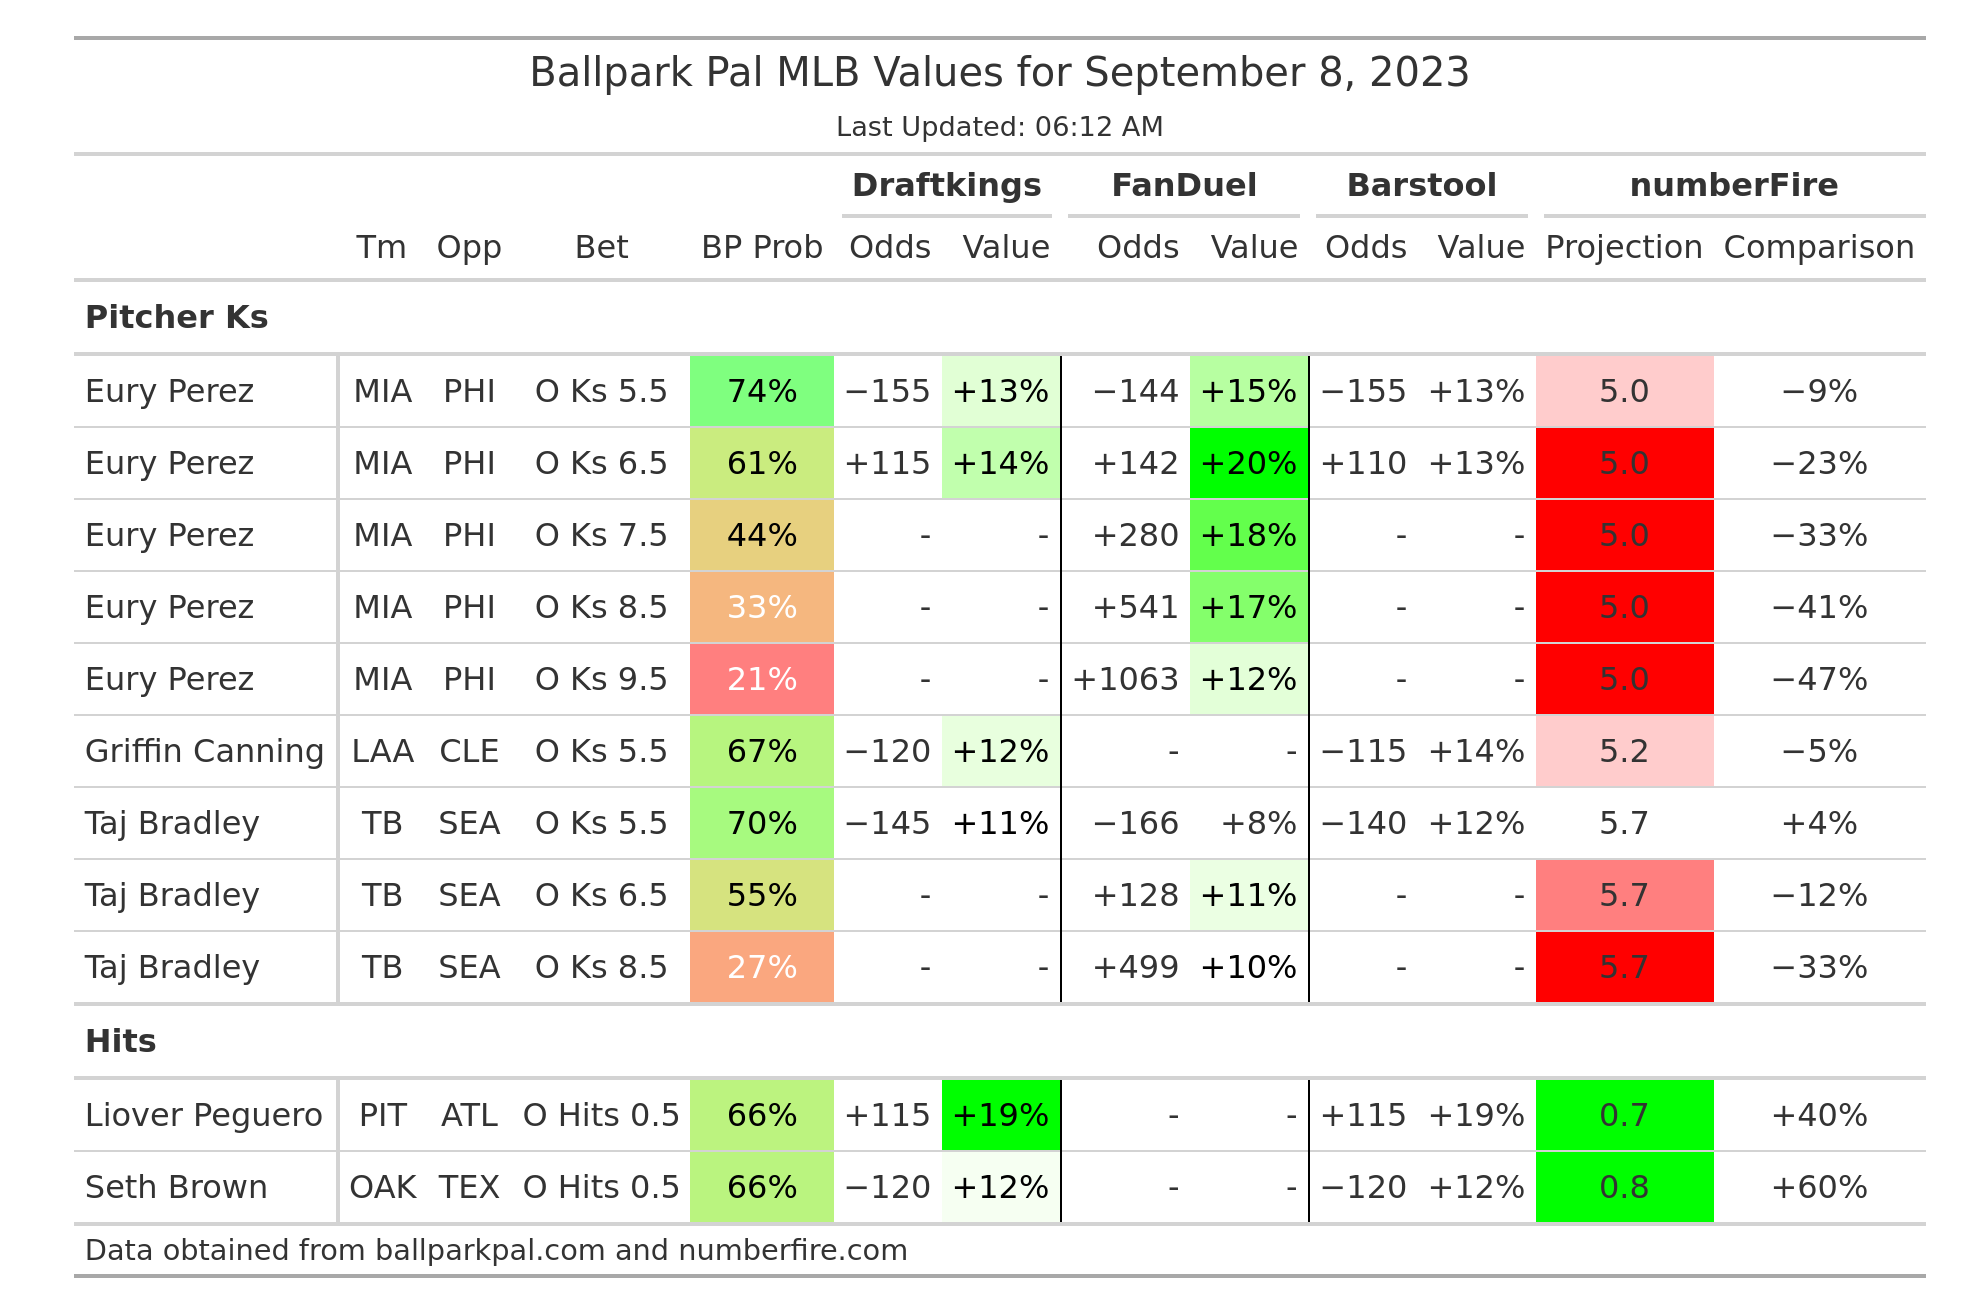 Ballpark Pal MLB Values for September 8, 2023
Last Updated: 06:12 AM
Draftkings FanDuel Barstool numberFire
Tm Opp Bet BP Prob Odds Value Odds Value Odds Value Projection Comparison
Pitcher Ks
Eury Perez MIA PHI O Ks 5.5 74% −155 +13% −144 +15% −155 +13% 5.0 −9%
Eury Perez MIA PHI O Ks 6.5 61% +115 +14% +142 +20% +110 +13% 5.0 −23%
Eury Perez MIA PHI O Ks 7.5 44% - - +280 +18% - - 5.0 −33%
Eury Perez MIA PHI O Ks 8.5 33% - - +541 +17% - - 5.0 −41%
Eury Perez MIA PHI O Ks 9.5 21% - - +1063 +12% - - 5.0 −47%
Griffin Canning LAA CLE O Ks 5.5 67% −120 +12% - - −115 +14% 5.2 −5%
Taj Bradley TB SEA O Ks 5.5 70% −145 +11% −166 +8% −140 +12% 5.7 +4%
Taj Bradley TB SEA O Ks 6.5 55% - - +128 +11% - - 5.7 −12%
Taj Bradley TB SEA O Ks 8.5 27% - - +499 +10% - - 5.7 −33%
Hits
Liover Peguero PIT ATL O Hits 0.5 66% +115 +19% - - +115 +19% 0.7 +40%
Seth Brown OAK TEX O Hits 0.5 66% −120 +12% - - −120 +12% 0.8 +60%
Data obtained from ballparkpal.com and numberfire.com